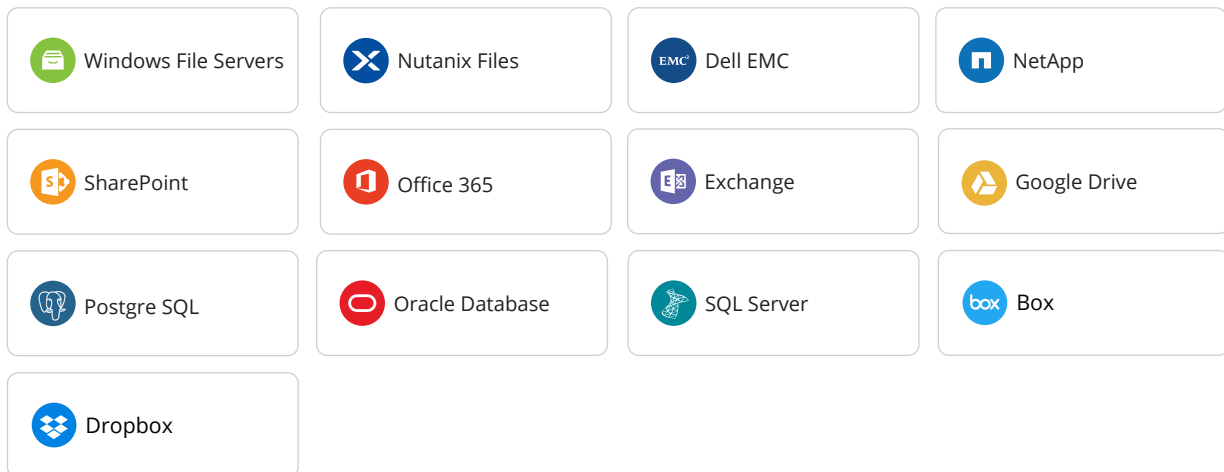 Windows File Servers
Nutanix Files
EMC²
Dell EMC
NetApp
S
SharePoint
Office 365
E
Exchange
Google Drive
Postgre SQL
Oracle Database
SQL Server
box
Box
Dropbox